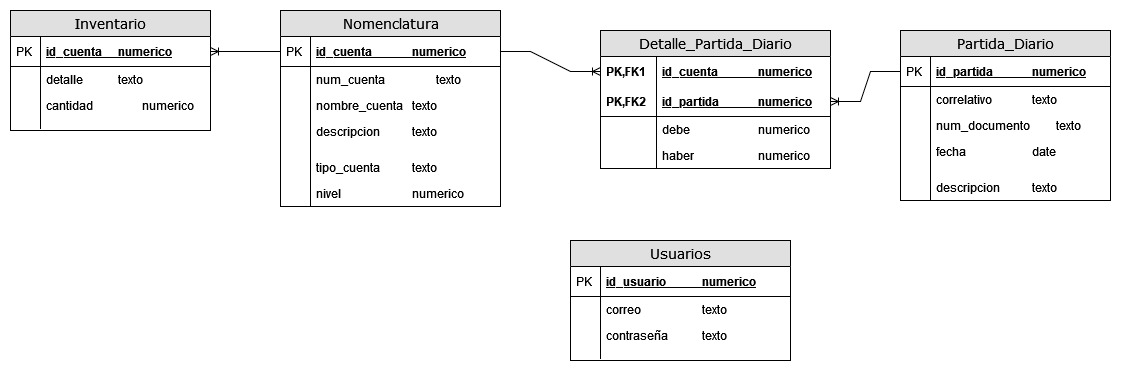 Inventario
PK id_cuenta numerico
detalle texto
cantidad numerico
Nomenclatura
PK id_cuenta numerico
num_cuenta texto
nombre_cuenta texto
descripcion texto
tipo_cuenta texto
nivel numerico
Detalle_Partida_Diario
PK,FK1 id_cuenta numerico
PK,FK2 id_partida numerico
debe numerico
haber numerico
Partida_Diario
PK id_partida numerico
correlativo texto
num_documento texto
fecha date
descripcion texto
Usuarios
PK id_usuario numerico
correo texto
contraseña texto